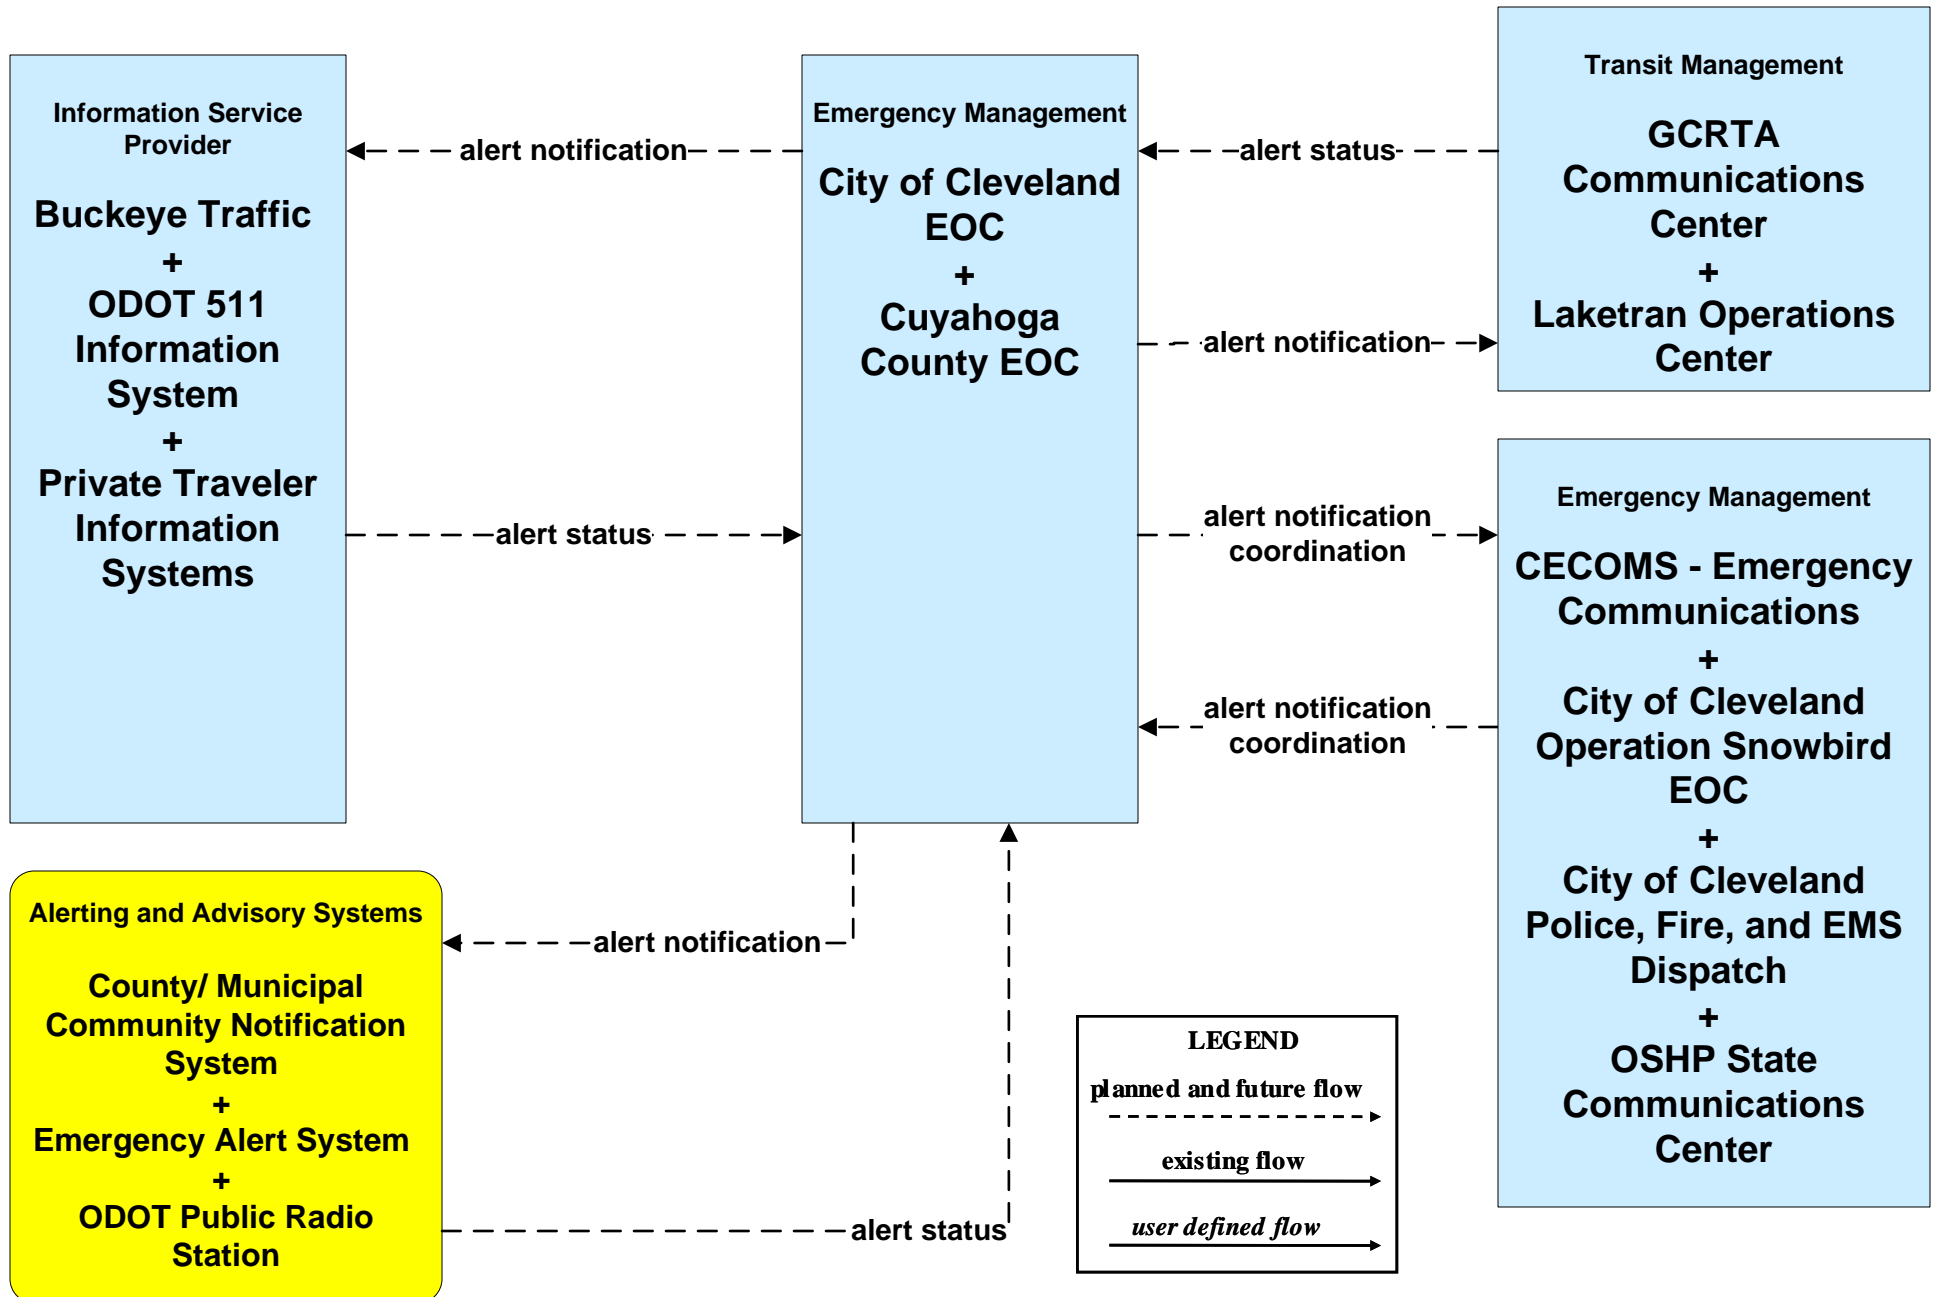 Information Service
Provider
Buckeye Traffic
+
ODOT 511
Information
System
+
Private Traveler
Information
Systems
alert notification
alert status
Emergency Management
City of Cleveland
EOC
+
Cuyahoga
County EOC
alert status
alert notification
alert notification
coordination
alert notification
coordination
Transit Management
GCRTA
Communications
Center
+
Laketran Operations
Center
Emergency Management
CECOMS - Emergency
Communications
+
City of Cleveland
Operation Snowbird
EOC
+
City of Cleveland
Police, Fire, and EMS
Dispatch
+
OSHP State
Communications
Center
Alerting and Advisory Systems
County/ Municipal
Community Notification
System
+
Emergency Alert System
+
ODOT Public Radio
Station
alert notification
alert status
LEGEND
planned and future flow
existing flow
user defined flow